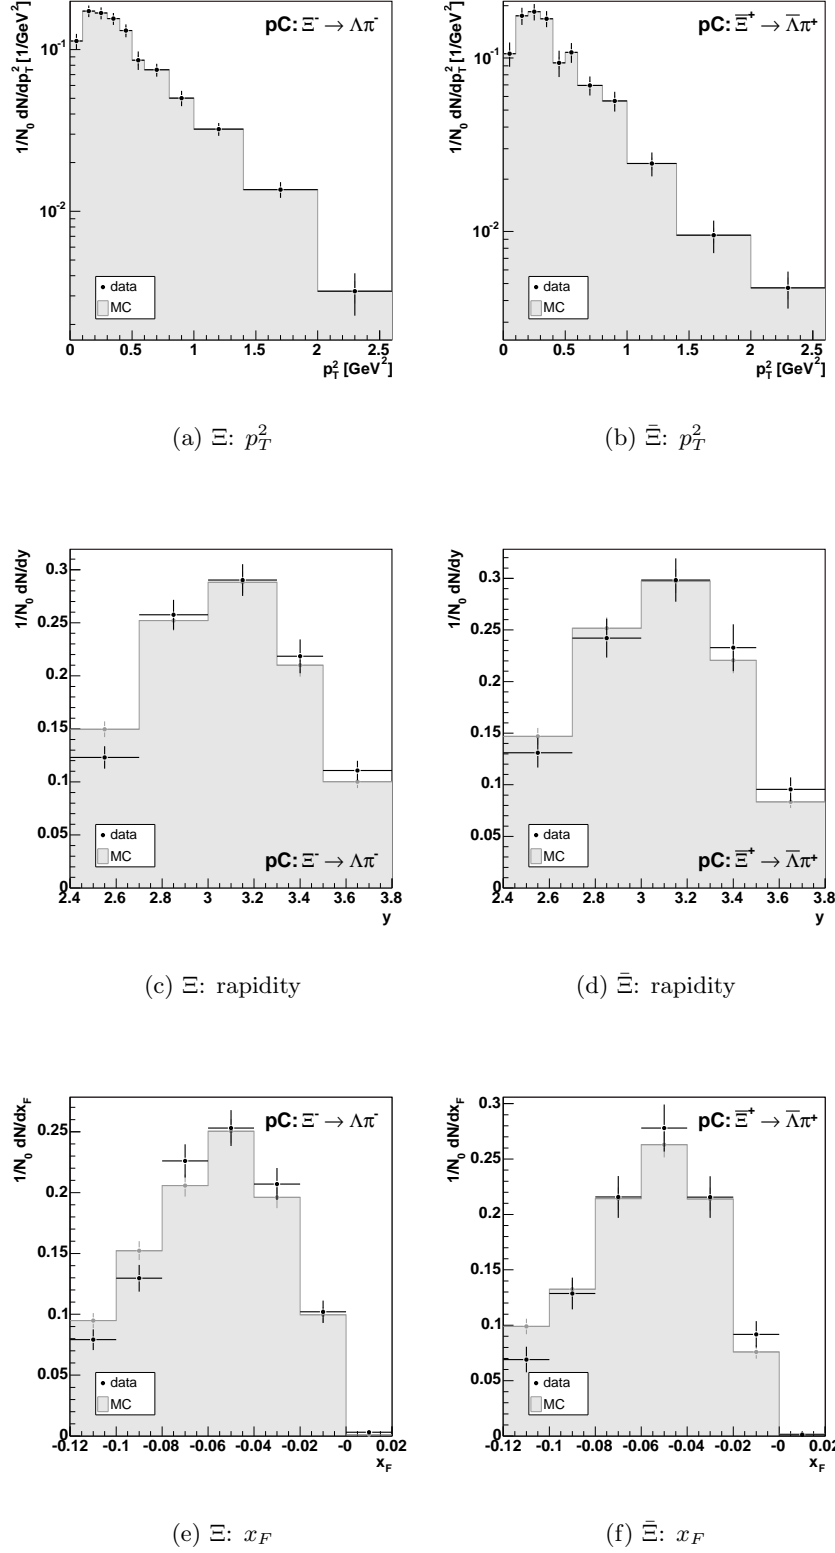 pC: Ξ⁻ → Λπ⁻
1/N₀ dN/dp_T² [1/GeV²]
10⁻¹
10⁻²
data
MC
0 0.5 1 1.5 2 2.5
p_T² [GeV²]
(a) Ξ: p_T²
pC: Ξ̅⁺ → Λ̅π⁺
1/N₀ dN/dp_T² [1/GeV²]
10⁻¹
10⁻²
data
MC
0 0.5 1 1.5 2 2.5
p_T² [GeV²]
(b) Ξ̄: p_T²
1/N₀ dN/dy
0.3
0.25
0.2
0.15
0.1
0.05
0
data
MC
pC: Ξ⁻ → Λπ⁻
2.4 2.6 2.8 3 3.2 3.4 3.6 3.8
y
(c) Ξ: rapidity
1/N₀ dN/dy
0.3
0.25
0.2
0.15
0.1
0.05
0
data
MC
pC: Ξ̅⁺ → Λ̅π⁺
2.4 2.6 2.8 3 3.2 3.4 3.6 3.8
y
(d) Ξ̄: rapidity
1/N₀ dN/dx_F
pC: Ξ⁻ → Λπ⁻
0.25
0.2
0.15
0.1
0.05
0
data
MC
-0.12 -0.1 -0.08 -0.06 -0.04 -0.02 -0 0.02
x_F
(e) Ξ: x_F
1/N₀ dN/dx_F
pC: Ξ̅⁺ → Λ̅π⁺
0.3
0.25
0.2
0.15
0.1
0.05
0
data
MC
-0.12 -0.1 -0.08 -0.06 -0.04 -0.02 -0 0.02
x_F
(f) Ξ̄: x_F